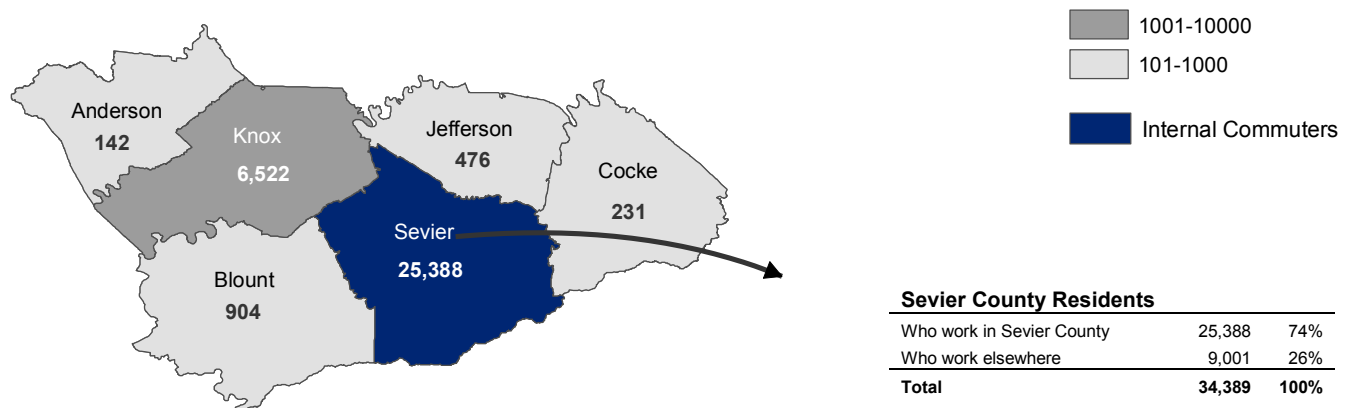 1001-10000
101-1000
Internal Commuters
Anderson
142
Knox
6,522
Jefferson
476
Cocke
231
Sevier
25,388
Blount
904
Sevier County Residents
Who work in Sevier County 25,388 74%
Who work elsewhere 9,001 26%
Total 34,389 100%